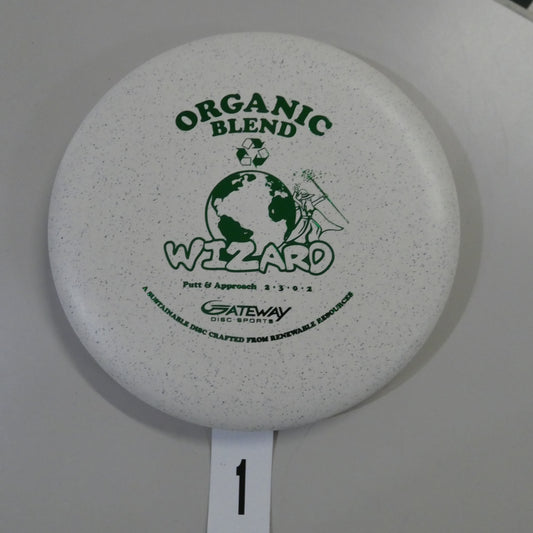 ORGANIC
BLEND
WIZARD
Putt & Approach 2 • 3 • 0 • 2
GATEWAY
DISC SPORTS
A SUSTAINABLE DISC CRAFTED FROM RENEWABLE RESOURCES
1